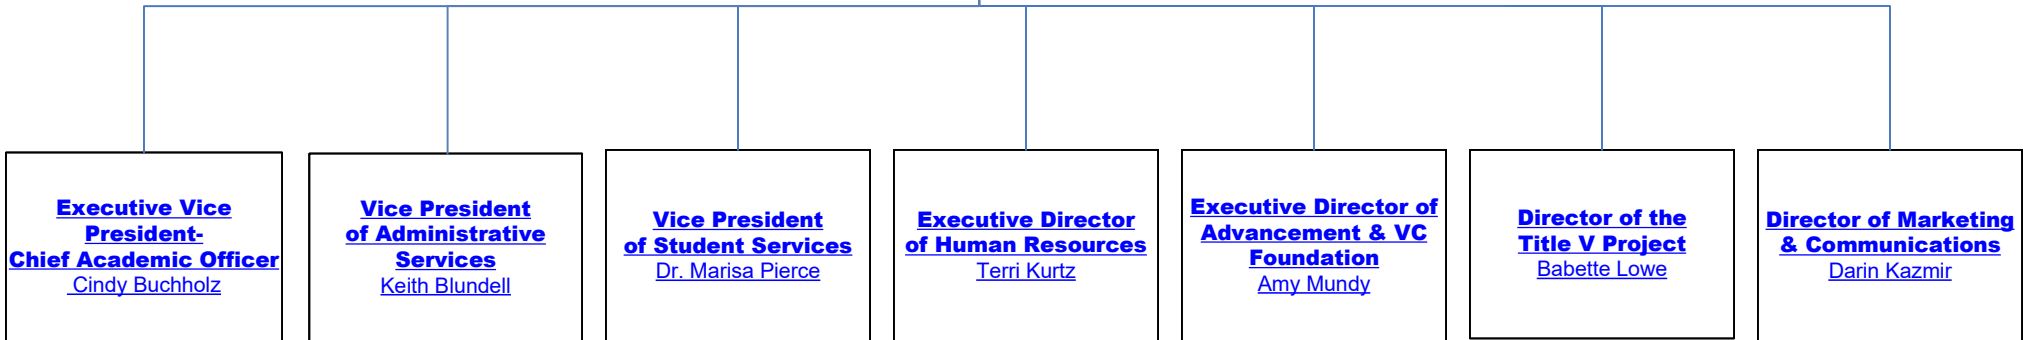 Executive Vice
President-
Chief Academic Officer
Cindy Buchholz
Vice President
of Administrative
Services
Keith Blundell
Vice President
of Student Services
Dr. Marisa Pierce
Executive Director
of Human Resources
Terri Kurtz
Executive Director of
Advancement & VC
Foundation
Amy Mundy
Director of the
Title V Project
Babette Lowe
Director of Marketing
& Communications
Darin Kazmir